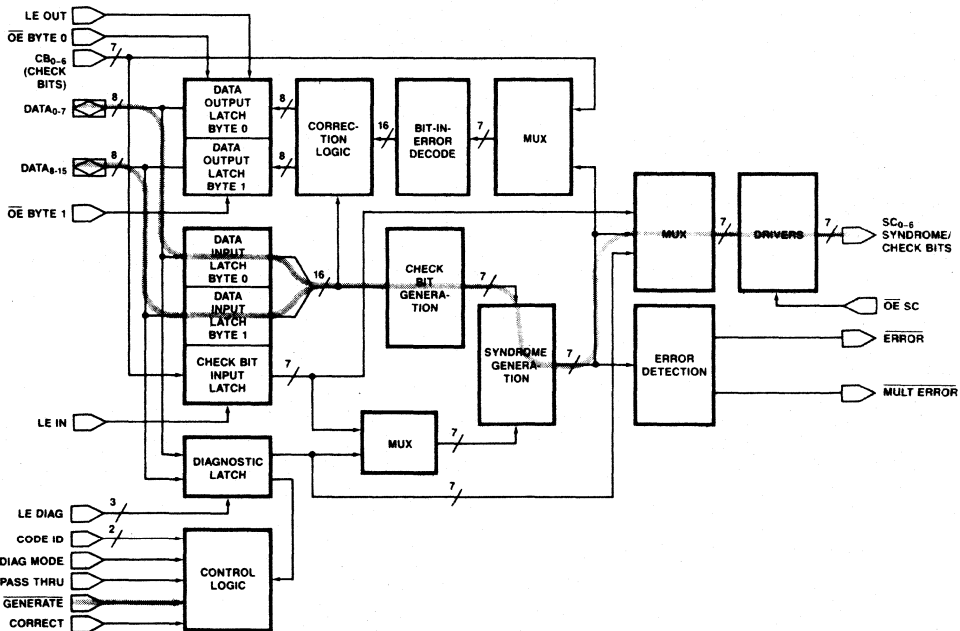 LE OUT
OE BYTE 0
CB0-6
(CHECK
BITS)
7
DATA0-7
8
DATA8-15
8
OE BYTE 1
DATA
OUTPUT
LATCH
BYTE 0
DATA
OUTPUT
LATCH
BYTE 1
8
8
CORREC-
TION
LOGIC
16
BIT-IN-
ERROR
DECODE
7
MUX
DATA
INPUT
LATCH
BYTE 0
DATA
INPUT
LATCH
BYTE 1
CHECK BIT
INPUT
LATCH
16
7
CHECK
BIT
GENERA-
TION
7
SYNDROME
GENERA-
TION
7
MUX
7
DRIVERS
7
SC0-6
SYNDROME/
CHECK BITS
OE SC
ERROR
DETECTION
ERROR
MULT ERROR
LE IN
MUX
7
7
DIAGNOSTIC
LATCH
LE DIAG
3
CODE ID
2
DIAG MODE
PASS THRU
GENERATE
CORRECT
CONTROL
LOGIC